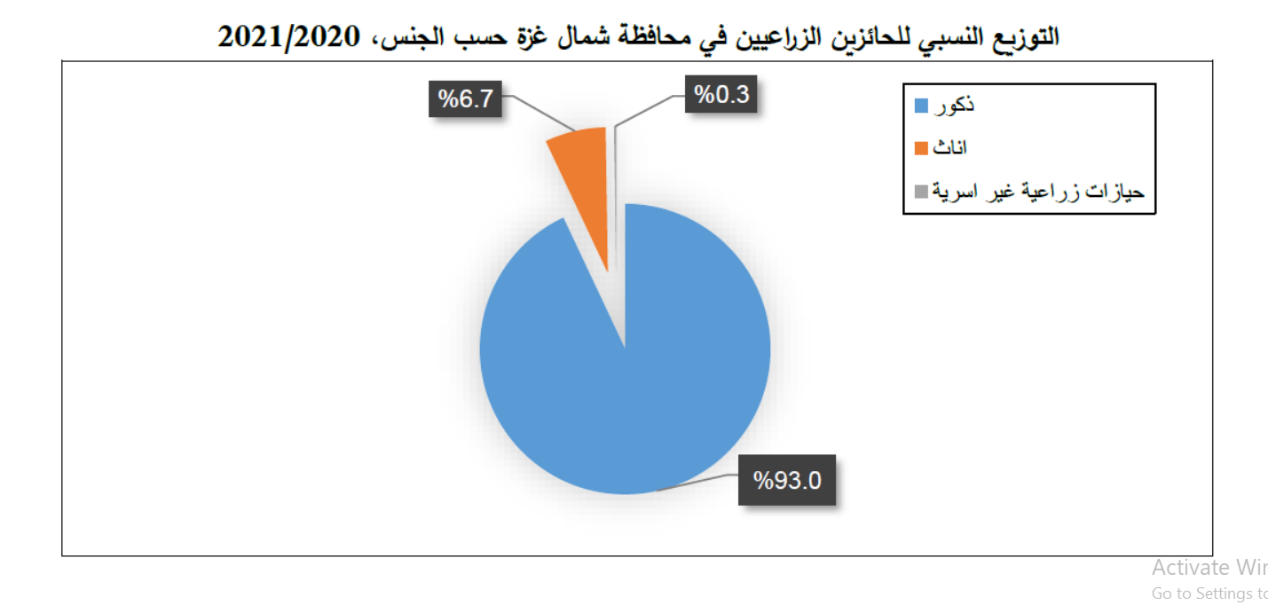 التوزيع النسبي للحائزين الزراعيين في محافظة شمال غزة حسب الجنس، 2021/2020
%6.7
%0.3
ذكور
اناث
حيازات زراعية غير اسرية
%93.0
Activate Wir
Go to Settings to